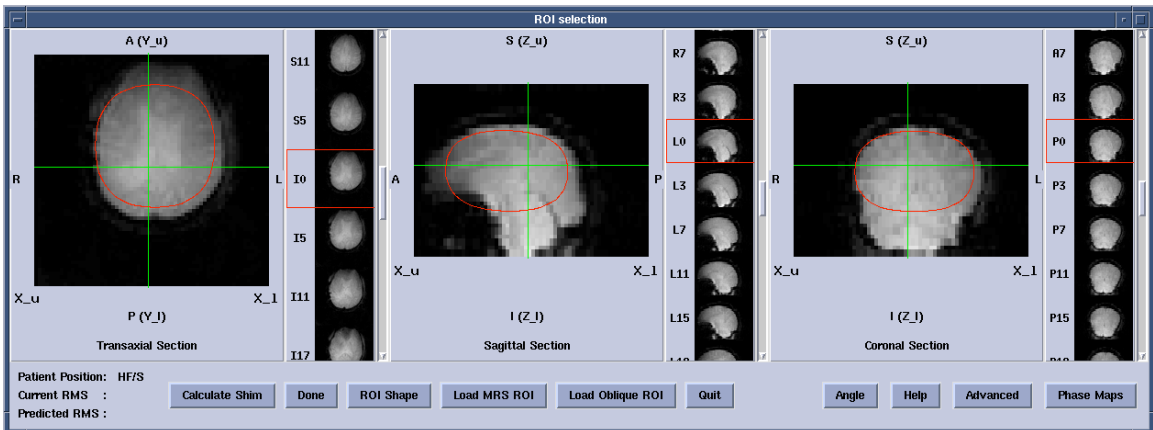 ROI selection
A (Y_u)
S (Z_u)
S (Z_u)
S11
S5
I0
I5
I11
I17
R7
R3
L0
L3
L7
L11
L15
A7
A3
P0
P3
P7
P11
P15
R
L
A
P
R
L
X_u
X_l
X_u
X_l
X_u
X_l
P (Y_l)
I (Z_l)
I (Z_l)
Transaxial Section
Sagittal Section
Coronal Section
Patient Position: HF/S
Current RMS :
Predicted RMS :
Calculate Shim
Done
ROI Shape
Load MRS ROI
Load Oblique ROI
Quit
Angle
Help
Advanced
Phase Maps